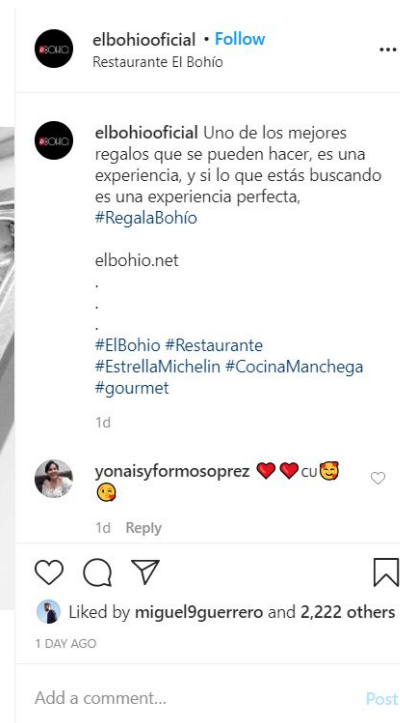 elbohiooficial • Follow
Restaurante El Bohío
elbohiooficial Uno de los mejores
regalos que se pueden hacer, es una
experiencia, y si lo que estás buscando
es una experiencia perfecta,
#RegalaBohío
elbohio.net
.
.
.
#ElBohio #Restaurante
#EstrellaMichelin #CocinaManchega
#gourmet
1d
yonaisyformosoprez ❤️❤️cu🥰
😘
1d Reply
Liked by miguel9guerrero and 2,222 others
1 DAY AGO
Add a comment...
Post